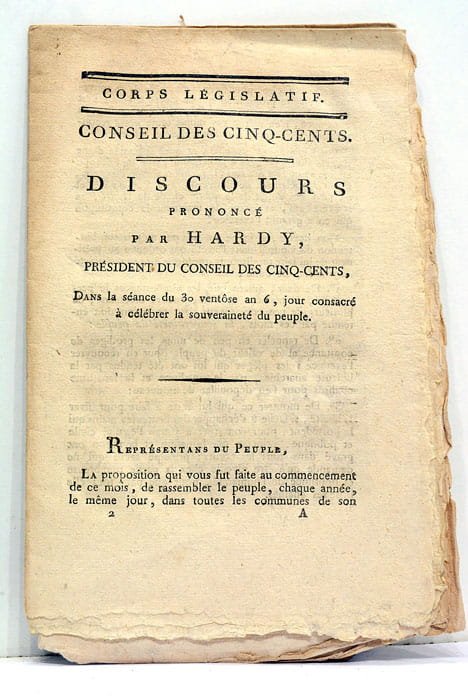 CORPS LÉGISLATIF.
CONSEIL DES CINQ-CENTS.
DISCOURS
PRONONCÉ
PAR HARDY,
PRÉSIDENT DU CONSEIL DES CINQ-CENTS,
DANS la séance du 30 ventôse an 6, jour consacré
à célébrer la souveraineté du peuple.
REPRÉSENTANS DU PEUPLE,
LA proposition qui vous fut faite au commencement
de ce mois, de rassembler le peuple, chaque année,
le même jour, dans toutes les communes de son
2 A